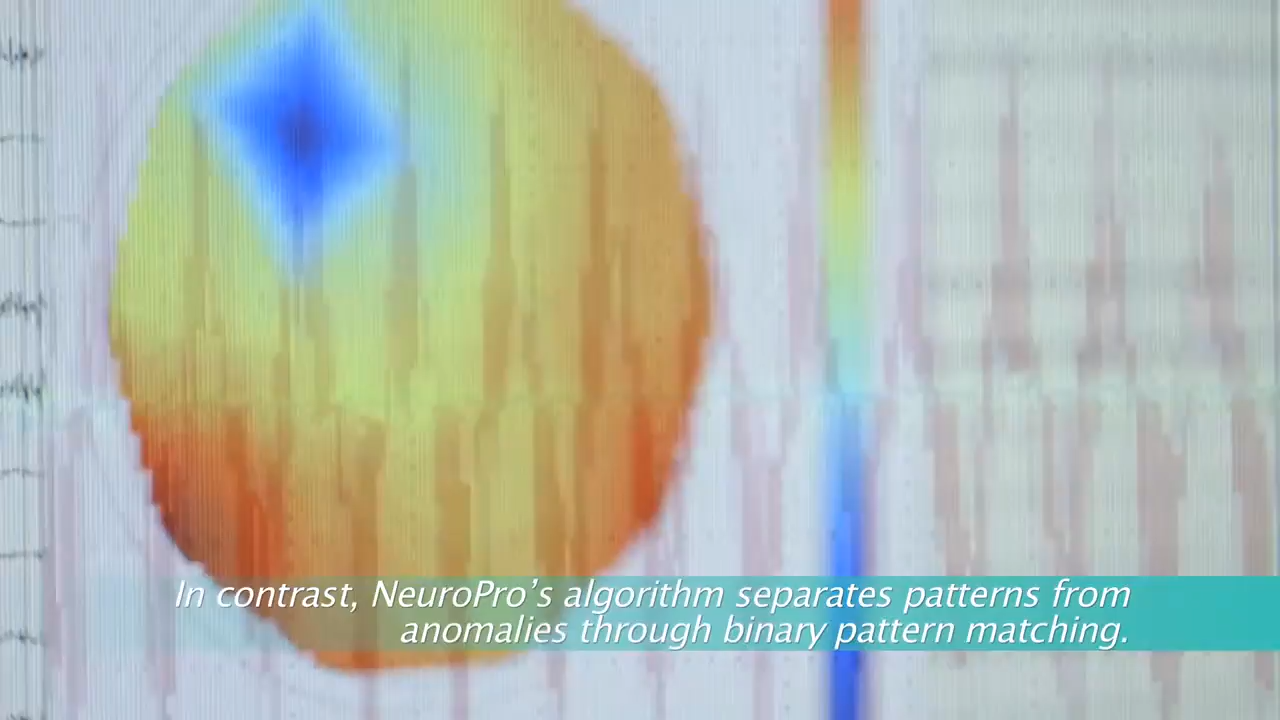 In contrast, NeuroPro’s algorithm separates patterns from
anomalies through binary pattern matching.